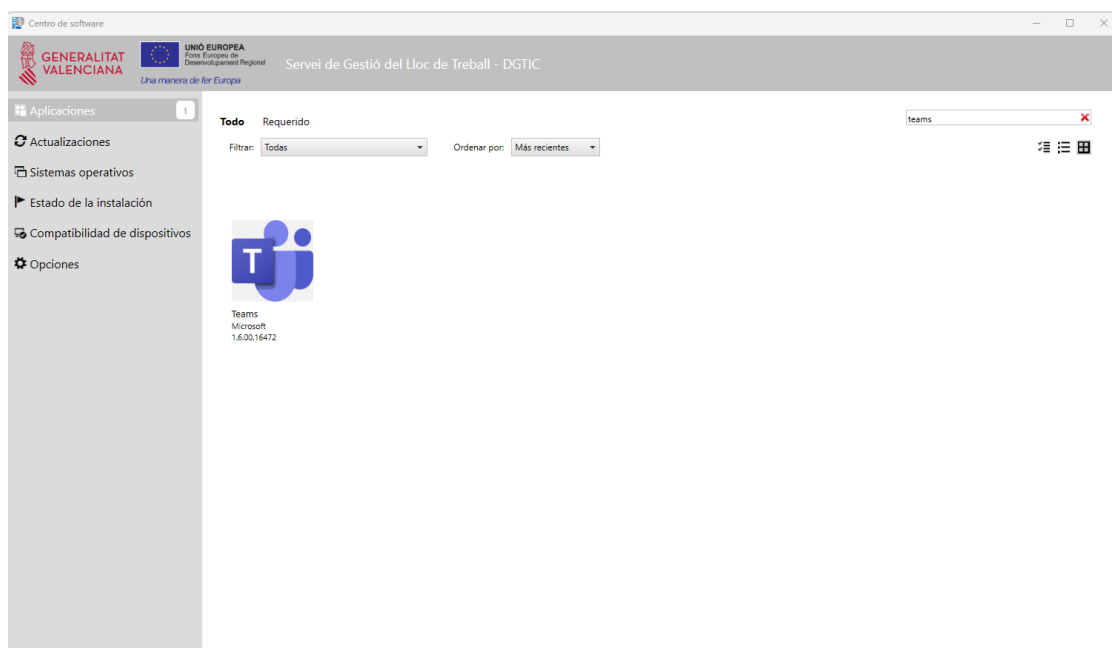 Centro de software
GENERALITAT
VALENCIANA
UNIÓ EUROPEA
Fons Europeu de
Desenvolupament Regional
Una manera de fer Europa
Servei de Gestió del Lloc de Treball - DGTIC
Aplicaciones 1
Actualizaciones
Sistemas operativos
Estado de la instalación
Compatibilidad de dispositivos
Opciones
Todo Requerido
teams
Filtrar: Todas Ordenar por: Más recientes
T
Teams
Microsoft
1.6.00.16472